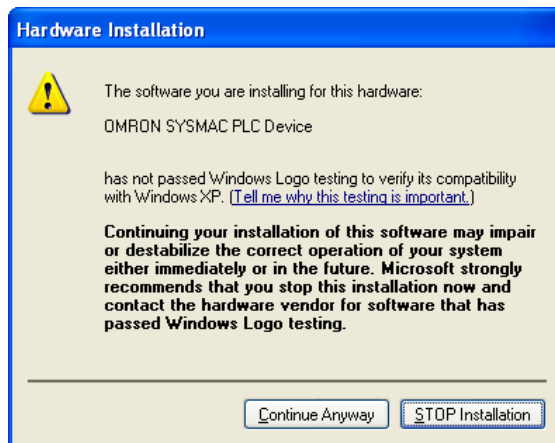 Hardware Installation
The software you are installing for this hardware:
OMRON SYSMAC PLC Device
has not passed Windows Logo testing to verify its compatibility
with Windows XP. (Tell me why this testing is important.)
Continuing your installation of this software may impair
or destabilize the correct operation of your system
either immediately or in the future. Microsoft strongly
recommends that you stop this installation now and
contact the hardware vendor for software that has
passed Windows Logo testing.
Continue Anyway STOP Installation